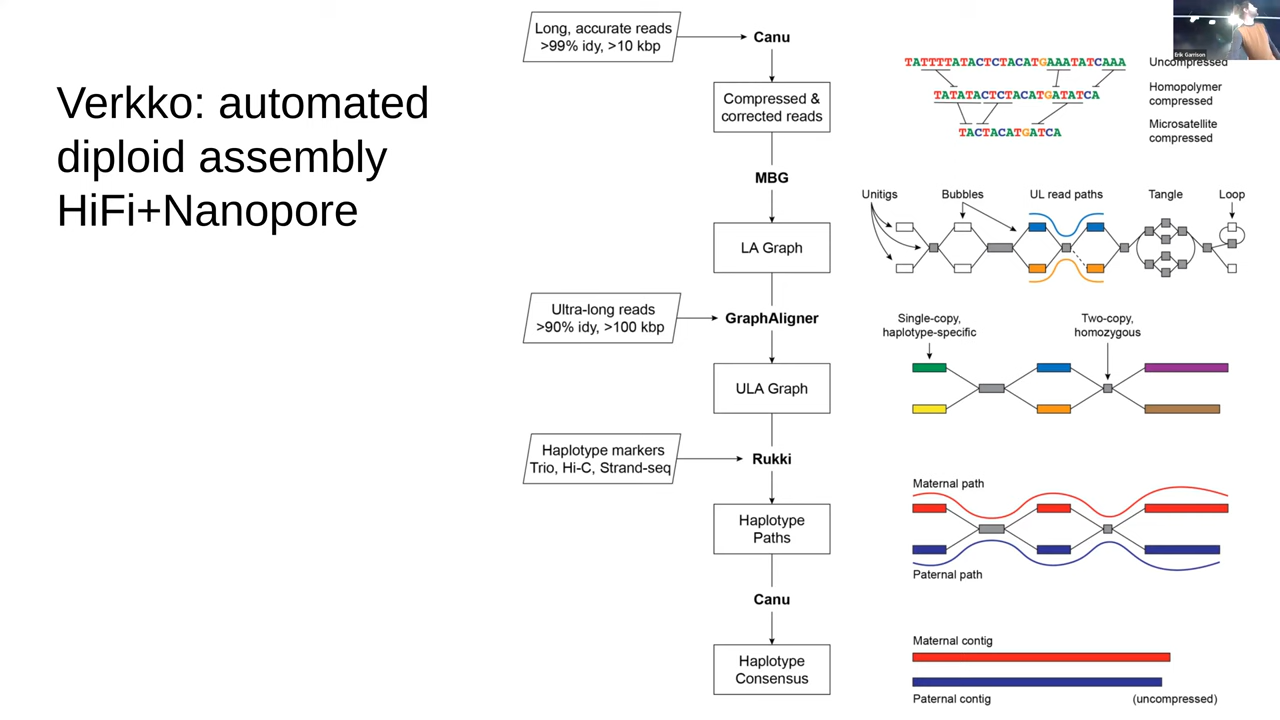 Verkko: automated
diploid assembly
HiFi+Nanopore
Long, accurate reads
>99% idy, >10 kbp
Canu
Compressed &
corrected reads
MBG
LA Graph
Ultra-long reads
>90% idy, >100 kbp
GraphAligner
ULA Graph
Haplotype markers
Trio, Hi-C, Strand-seq
Rukki
Haplotype
Paths
Canu
Haplotype
Consensus
TATTTTATACTCTACATGAAATATCAAA
Uncompressed
TATATACTCTACATGATATCA
Homopolymer
compressed
TACTACATGATCA
Microsatellite
compressed
Unitigs
Bubbles
UL read paths
Tangle
Loop
Single-copy,
haplotype-specific
Two-copy,
homozygous
Maternal path
Paternal path
Maternal contig
Paternal contig
(uncompressed)
Erik Garrison